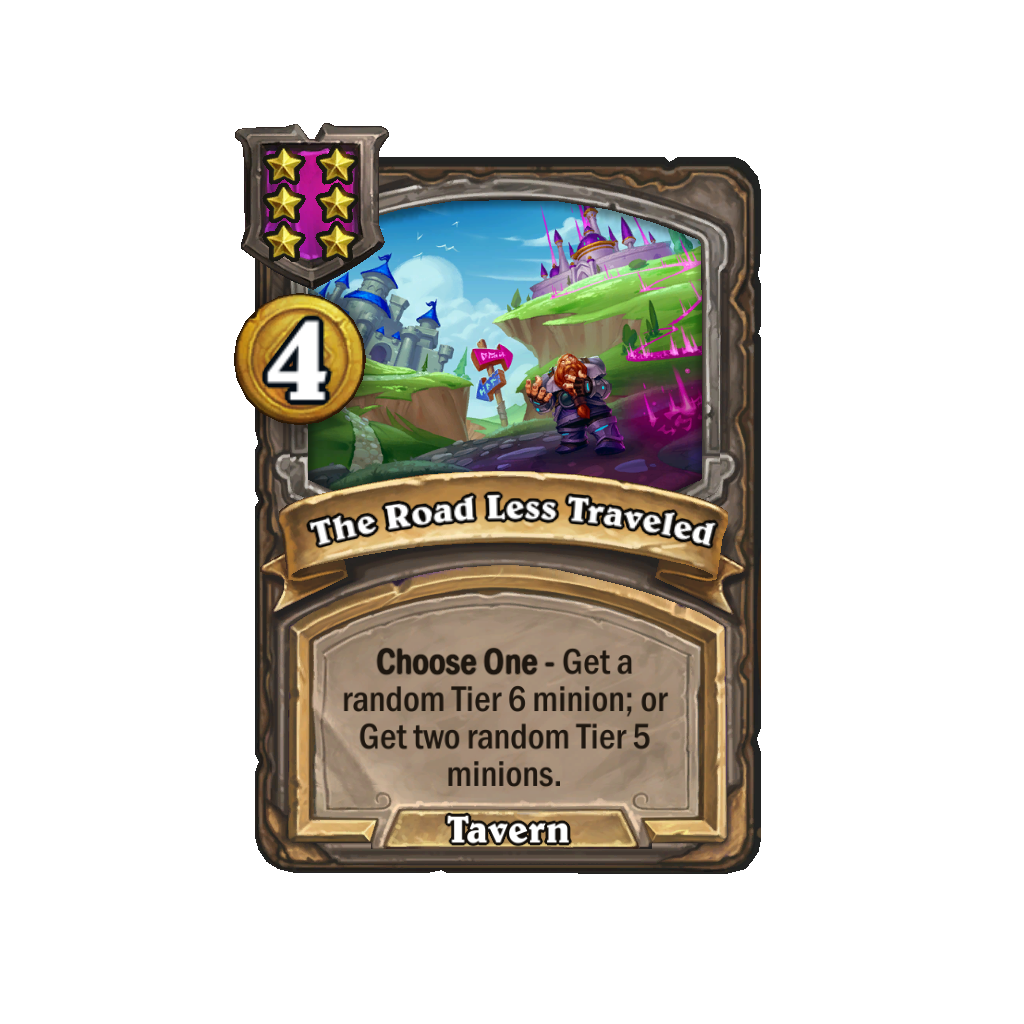 4
The Road Less Traveled
Choose One - Get a
random Tier 6 minion; or
Get two random Tier 5
minions.
Tavern